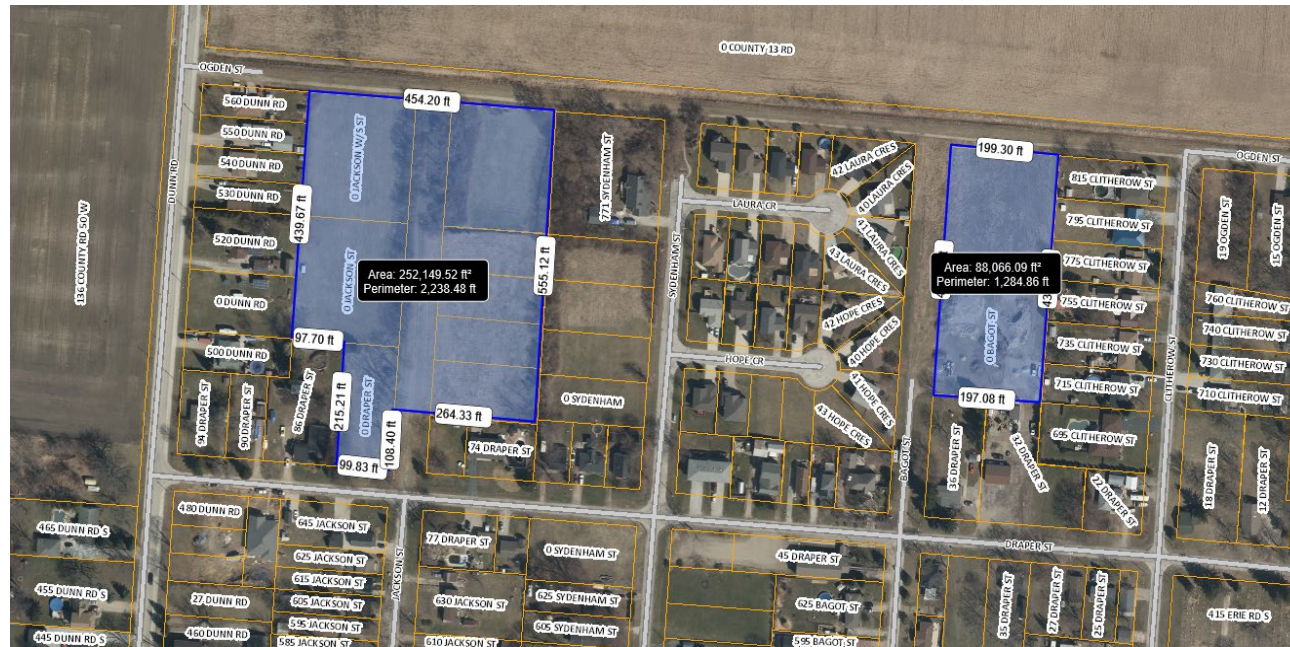 0 COUNTY 13 RD
OGDEN ST
560 DUNN RD
550 DUNN RD
540 DUNN RD
530 DUNN RD
520 DUNN RD
0 DUNN RD
500 DUNN RD
DUNN RD
136 COUNTY RD 50 W
94 DRAPER ST
90 DRAPER ST
86 DRAPER ST
454.20 ft
0 JACKSON W/S ST
439.67 ft
0 JACKSON ST
Area: 252,149.52 ft²
Perimeter: 2,238.48 ft
555.12 ft
97.70 ft
215.21 ft
0 DRAPER ST
108.40 ft
99.83 ft
264.33 ft
74 DRAPER ST
771 SYDENHAM ST
0 SYDENHAM
SYDENHAM ST
LAURA CR
42 LAURA CRES
40 LAURA CRES
41 LAURA CRES
43 LAURA CRES
HOPE CR
42 HOPE CRES
40 HOPE CRES
41 HOPE CRES
43 HOPE CRES
BAGOT ST
199.30 ft
Area: 88,066.09 ft²
Perimeter: 1,284.86 ft
0 BAGOT ST
197.08 ft
36 DRAPER ST
32 DRAPER ST
22 DRAPER ST
815 CLITHEROW ST
795 CLITHEROW ST
775 CLITHEROW ST
755 CLITHEROW ST
735 CLITHEROW ST
715 CLITHEROW ST
695 CLITHEROW ST
CLITHEROW ST
OGDEN ST
19 OGDEN ST
15 OGDEN ST
760 CLITHEROW ST
740 CLITHEROW ST
730 CLITHEROW ST
710 CLITHEROW ST
18 DRAPER ST
12 DRAPER ST
DRAPER ST
465 DUNN RD S
455 DUNN RD S
445 DUNN RD S
480 DUNN RD
27 DUNN RD
460 DUNN RD
645 JACKSON ST
625 JACKSON ST
615 JACKSON ST
605 JACKSON ST
595 JACKSON ST
585 JACKSON ST
JACKSON ST
77 DRAPER ST
630 JACKSON ST
610 JACKSON ST
0 SYDENHAM ST
625 SYDENHAM ST
605 SYDENHAM ST
45 DRAPER ST
625 BAGOT ST
595 BAGOT ST
35 DRAPER ST
27 DRAPER ST
25 DRAPER ST
415 ERIE RD S